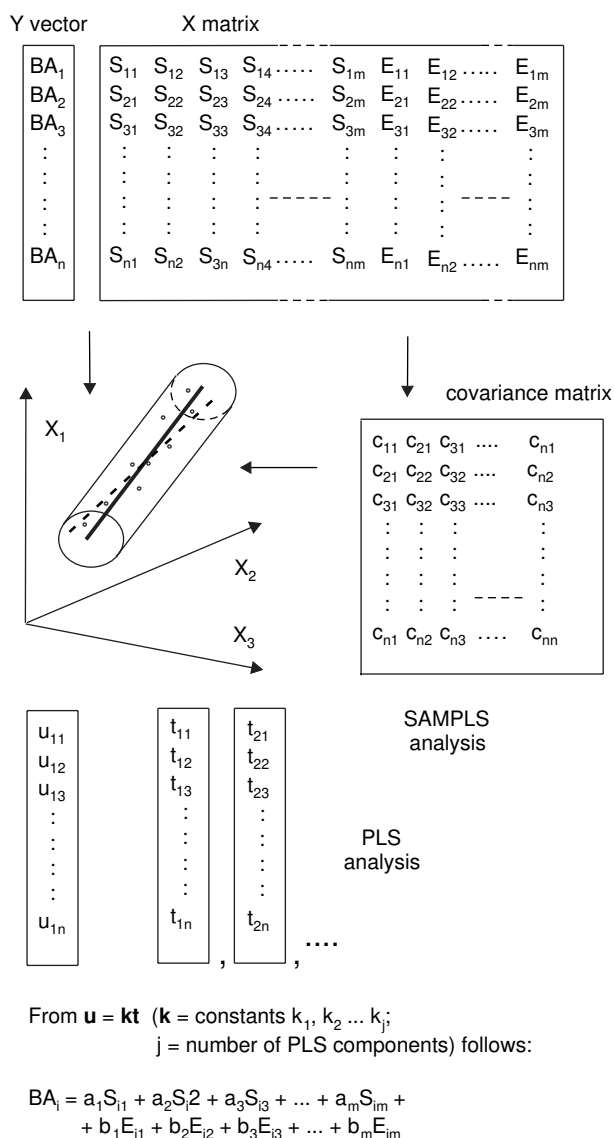 Y vector X matrix
BA₁ S₁₁ S₁₂ S₁₃ S₁₄ ..... S₁ₘ E₁₁ E₁₂ ...... E₁ₘ
BA₂ S₂₁ S₂₂ S₂₃ S₂₄ ..... S₂ₘ E₂₁ E₂₂ ..... E₂ₘ
BA₃ S₃₁ S₃₂ S₃₃ S₃₄ ..... S₃ₘ E₃₁ E₃₂ ..... E₃ₘ
BAₙ Sₙ₁ Sₙ₂ S₃ₙ Sₙ₄ ..... Sₙₘ Eₙ₁ Eₙ₂ ..... Eₙₘ
covariance matrix
X₁
X₂
X₃
c₁₁ c₂₁ c₃₁ .... cₙ₁
c₂₁ c₂₂ c₃₂ .... cₙ₂
c₃₁ c₃₂ c₃₃ .... cₙ₃
cₙ₁ cₙ₂ cₙ₃ .... cₙₙ
SAMPLS
analysis
u₁₁ t₁₁ t₂₁
u₁₂ t₁₂ t₂₂
u₁₃ t₁₃ t₂₃
PLS
analysis
u₁ₙ t₁ₙ , t₂ₙ , ....
From u = kt (k = constants k₁, k₂ ... kⱼ;
j = number of PLS components) follows:
BAᵢ = a₁Sᵢ₁ + a₂Sᵢ2 + a₃Sᵢ₃ + ... + aₘSᵢₘ +
+ b₁Eᵢ₁ + b₂Eᵢ₂ + b₃Eᵢ₃ + ... + bₘEᵢₘ